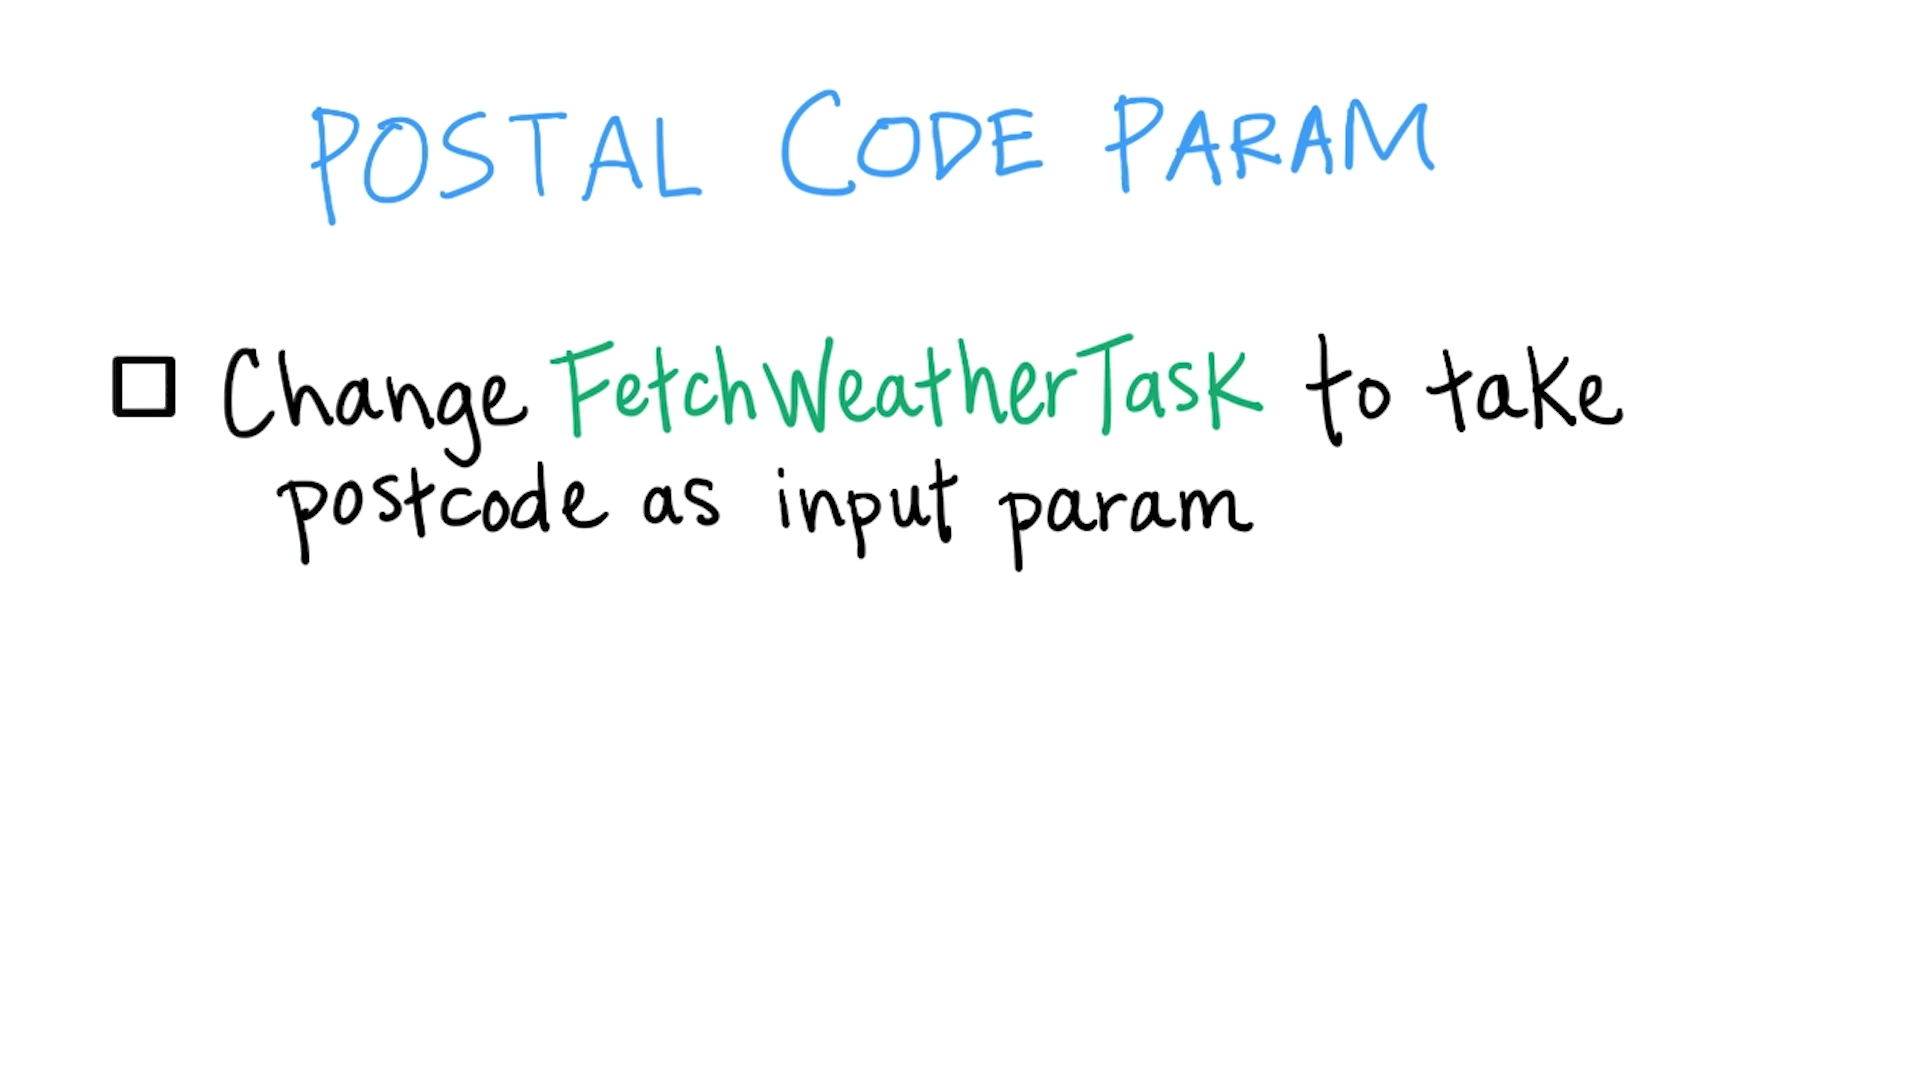 POSTAL CODE PARAM
Change FetchWeatherTask to take
postcode as input param